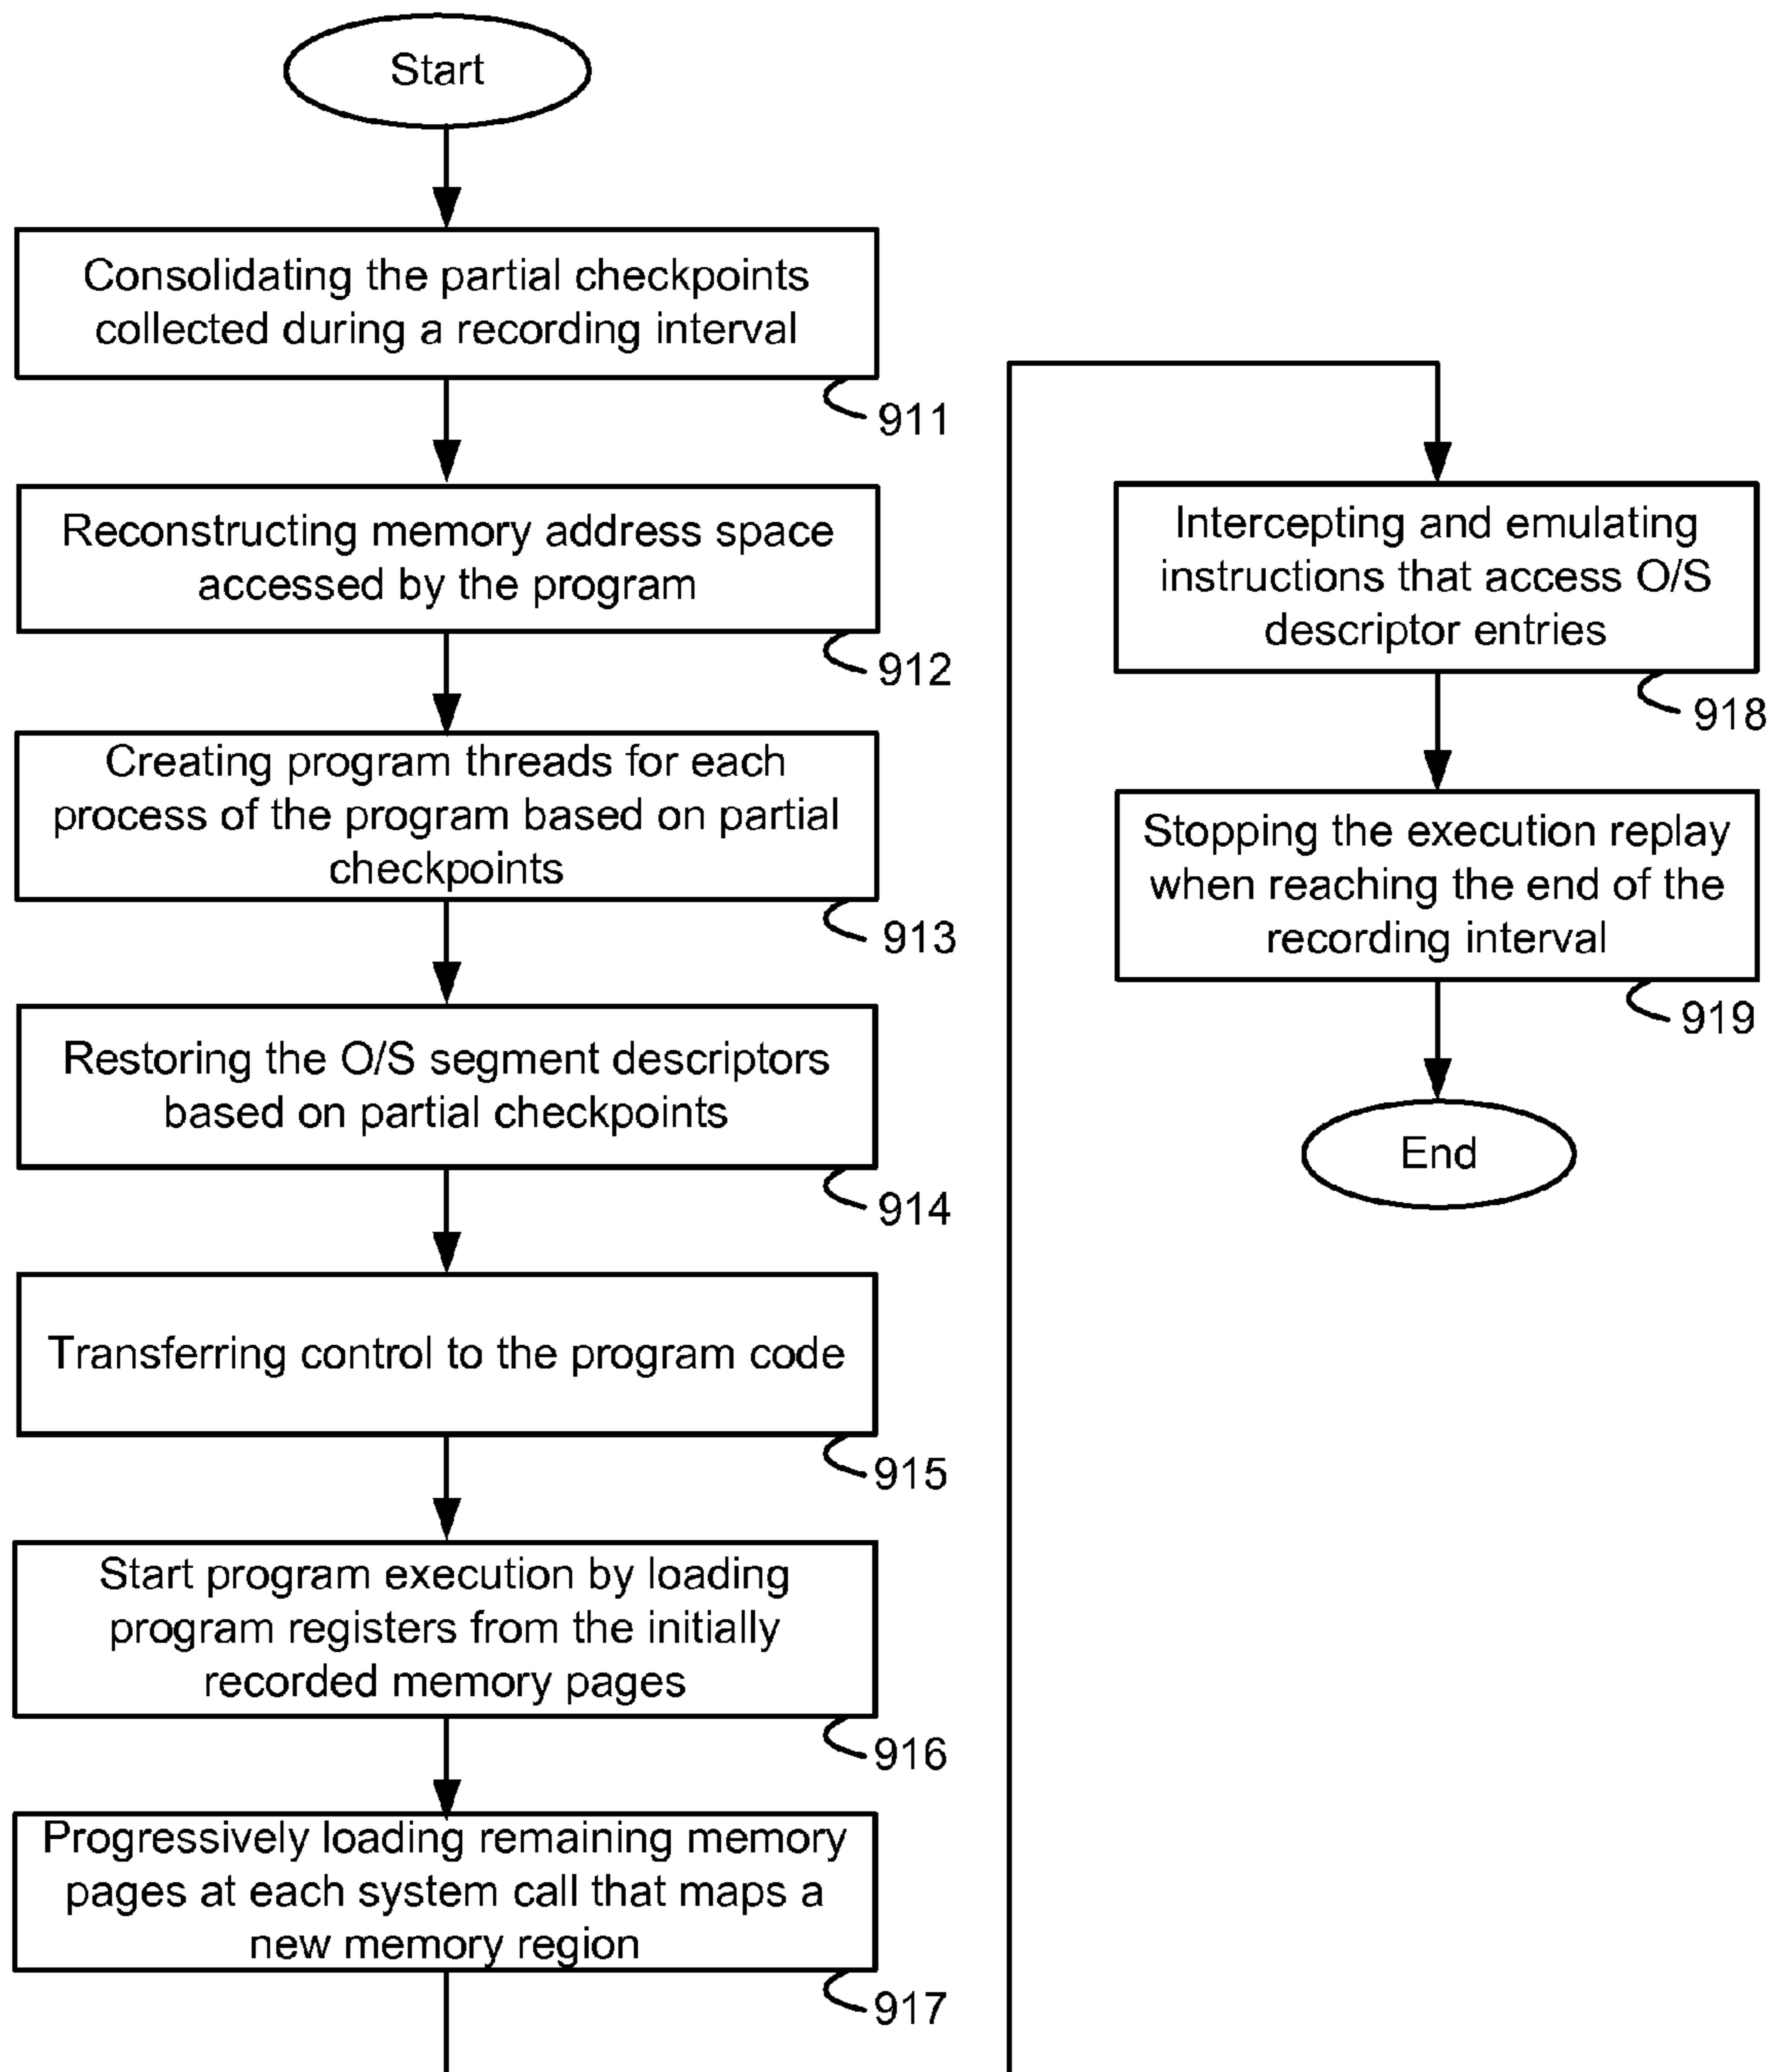 Start
Consolidating the partial checkpoints
collected during a recording interval
911
Reconstructing memory address space
accessed by the program
912
Creating program threads for each
process of the program based on partial
checkpoints
913
Restoring the O/S segment descriptors
based on partial checkpoints
914
Transferring control to the program code
915
Start program execution by loading
program registers from the initially
recorded memory pages
916
Progressively loading remaining memory
pages at each system call that maps a
new memory region
917
Intercepting and emulating
instructions that access O/S
descriptor entries
918
Stopping the execution replay
when reaching the end of the
recording interval
919
End